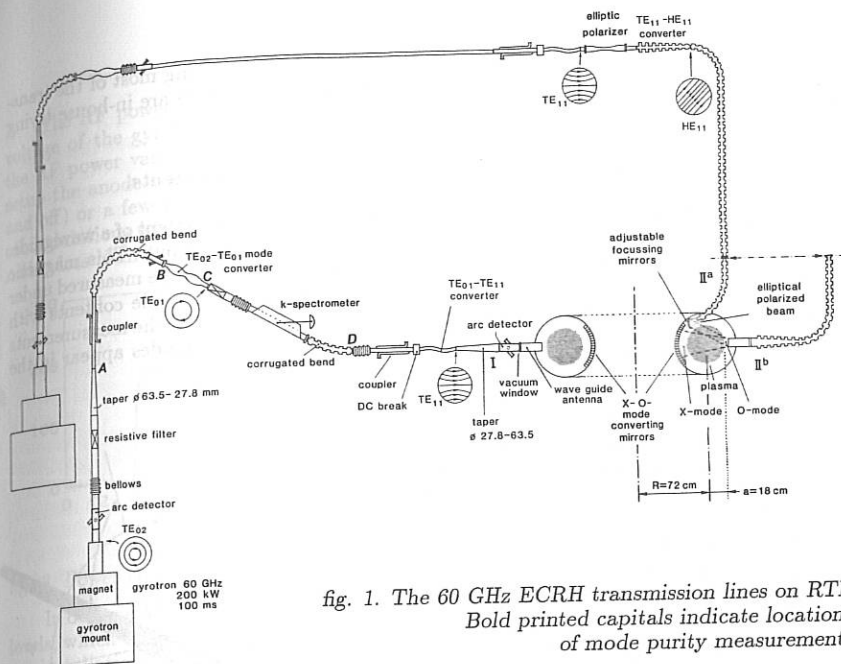 elliptic
polarizer
TE11-HE11
converter
TE11
HE11
corrugated bend
TE02-TE01 mode
converter
B
C
TE01
k-spectrometer
coupler
A
corrugated bend
D
TE01-TE11
converter
arc detector
I
coupler
DC break
TE11
vacuum
window
taper
ø 27.8-63.5
wave guide
antenna
X- O-
mode
converting
mirrors
adjustable
focussing
mirrors
IIa
elliptical
polarized
beam
IIb
plasma
X-mode
O-mode
R=72 cm
a=18 cm
taper ø 63.5- 27.8 mm
resistive filter
bellows
arc detector
TE02
magnet
gyrotron 60 GHz
200 kW
100 ms
gyrotron
mount
fig. 1. The 60 GHz ECRH transmission lines on
Bold printed capitals indicate
of mode purity